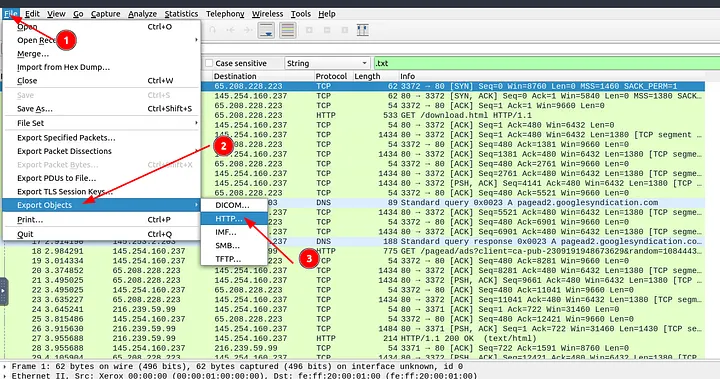 File Edit View Go Capture Analyze Statistics Telephony Wireless Tools Help
Open Ctrl+O
Open Rec
1
Merge…
Import from Hex Dump…
Close Ctrl+W
Save Ctrl+S
Save As… Ctrl+Shift+S
File Set
Export Specified Packets…
Export Packet Dissections
Export Packet Bytes… Shift+X
2
Export PDUs to File…
Export TLS Session Keys…
Export Objects
Print… Ctrl+P
Quit Ctrl+Q
DICOM…
HTTP…
IMF…
SMB…
TFTP…
3
Case sensitive String .txt
Destination Protocol Length Info
65.208.228.223 TCP 62 3372 → 80 [SYN] Seq=0 Win=8760 Len=0 MSS=1460 SACK_PERM=1
145.254.160.237 TCP 62 80 → 3372 [SYN, ACK] Seq=0 Ack=1 Win=5840 Len=0 MSS=1380 SACK…
65.208.228.223 TCP 54 3372 → 80 [ACK] Seq=1 Ack=1 Win=9660 Len=0
65.208.228.223 HTTP 533 GET /download.html HTTP/1.1
145.254.160.237 TCP 54 80 → 3372 [ACK] Seq=1 Ack=480 Win=6432 Len=0
145.254.160.237 TCP 1434 80 → 3372 [ACK] Seq=1 Ack=480 Win=6432 Len=1380 [TCP segment
65.208.228.223 TCP 54 3372 → 80 [ACK] Seq=480 Ack=1381 Win=9660 Len=0
145.254.160.237 TCP 1434 80 → 3372 [ACK] Seq=1381 Ack=480 Win=6432 Len=1380 [TCP segm…
65.208.228.223 TCP 54 3372 → 80 [ACK] Seq=480 Ack=2761 Win=9660 Len=0
145.254.160.237 TCP 1434 80 → 3372 [ACK] Seq=2761 Ack=480 Win=6432 Len=1380 [TCP segm…
145.254.160.237 TCP 1434 80 → 3372 [PSH, ACK] Seq=4141 Ack=480 Win=6432 Len=1380 [TCP…
65.208.228.223 TCP 54 3372 → 80 [ACK] Seq=480 Ack=5521 Win=9660 Len=0
03 DNS 89 Standard query 0x0023 A pagead2.googlesyndication.com
237 TCP 1434 80 → 3372 [ACK] Seq=5521 Ack=480 Win=6432 Len=1380 [TCP segm…
223 TCP 54 3372 → 80 [ACK] Seq=480 Ack=6901 Win=9660 Len=0
237 TCP 1434 80 → 3372 [ACK] Seq=6901 Ack=480 Win=6432 Len=1380 [TCP segm…
17 2.914190 145.253.2.203 237 DNS 188 Standard query response 0x0023 A pagead2.googlesyndication.co…
18 2.984291 145.254.160.237 99 HTTP 775 GET /pagead/ads?client=ca-pub-2309191948673629&random=1084443…
19 3.014334 145.254.160.237 TCP 54 3372 → 80 [ACK] Seq=480 Ack=8281 Win=9660 Len=0
20 3.374852 65.208.228.223 145.254.160.237 TCP 1434 80 → 3372 [ACK] Seq=8281 Ack=480 Win=6432 Len=1380 [TCP segm…
21 3.495025 65.208.228.223 145.254.160.237 TCP 1434 80 → 3372 [PSH, ACK] Seq=9661 Ack=480 Win=6432 Len=1380 [TCP…
22 3.495025 145.254.160.237 65.208.228.223 TCP 54 3372 → 80 [ACK] Seq=480 Ack=11041 Win=9660 Len=0
23 3.635227 65.208.228.223 145.254.160.237 TCP 1434 80 → 3372 [ACK] Seq=11041 Ack=480 Win=6432 Len=1380 [TCP seg…
24 3.645241 216.239.59.99 145.254.160.237 TCP 54 80 → 3371 [ACK] Seq=1 Ack=722 Win=31460 Len=0
25 3.815486 145.254.160.237 65.208.228.223 TCP 54 3372 → 80 [ACK] Seq=480 Ack=12421 Win=9660 Len=0
26 3.915630 216.239.59.99 145.254.160.237 TCP 1484 80 → 3371 [PSH, ACK] Seq=1 Ack=722 Win=31460 Len=1430 [TCP se…
27 3.955688 216.239.59.99 145.254.160.237 HTTP 214 HTTP/1.1 200 OK (text/html)
28 3.955688 145.254.160.237 216.239.59.99 TCP 54 3371 → 80 [ACK] Seq=722 Ack=1591 Win=8760 Len=0
Frame 1: 62 bytes on wire (496 bits), 62 bytes captured (496 bits) on interface unknown, id 0
Ethernet II, Src: Xerox 00:00:00 (00:00:01:00:00:00), Dst: fe:ff:20:00:01:00 (fe:ff:20:00:01:00)